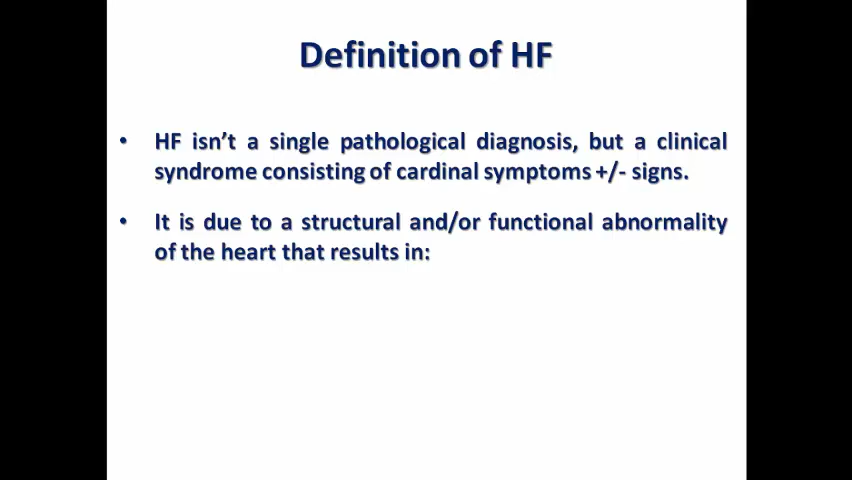 Definition of HF
• HF isn’t a single pathological diagnosis, but a clinical
syndrome consisting of cardinal symptoms +/- signs.
• It is due to a structural and/or functional abnormality
of the heart that results in: